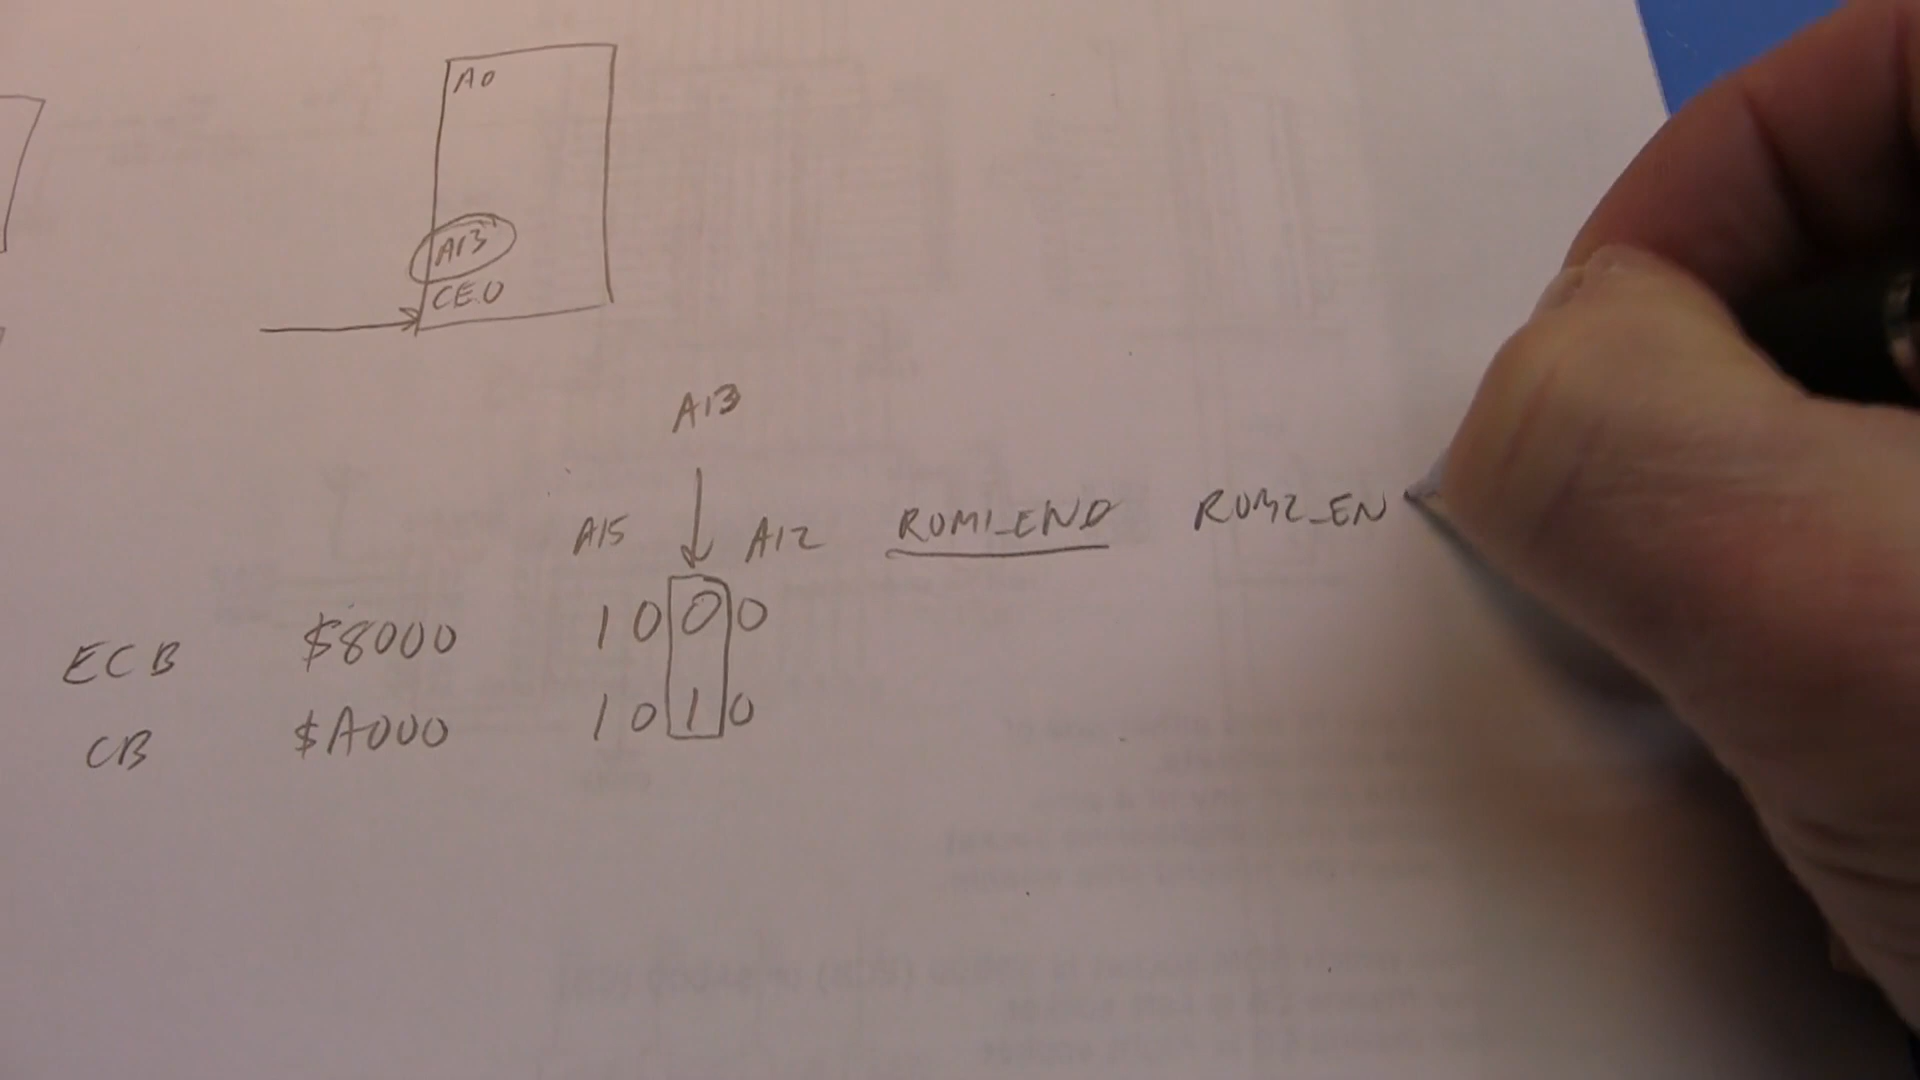 A0
A13
CE.0
A13
A15 A12 ROM1_EN0 ROM2_EN
ECB $8000 1 0 0 0
CB $A000 1 0 1 0